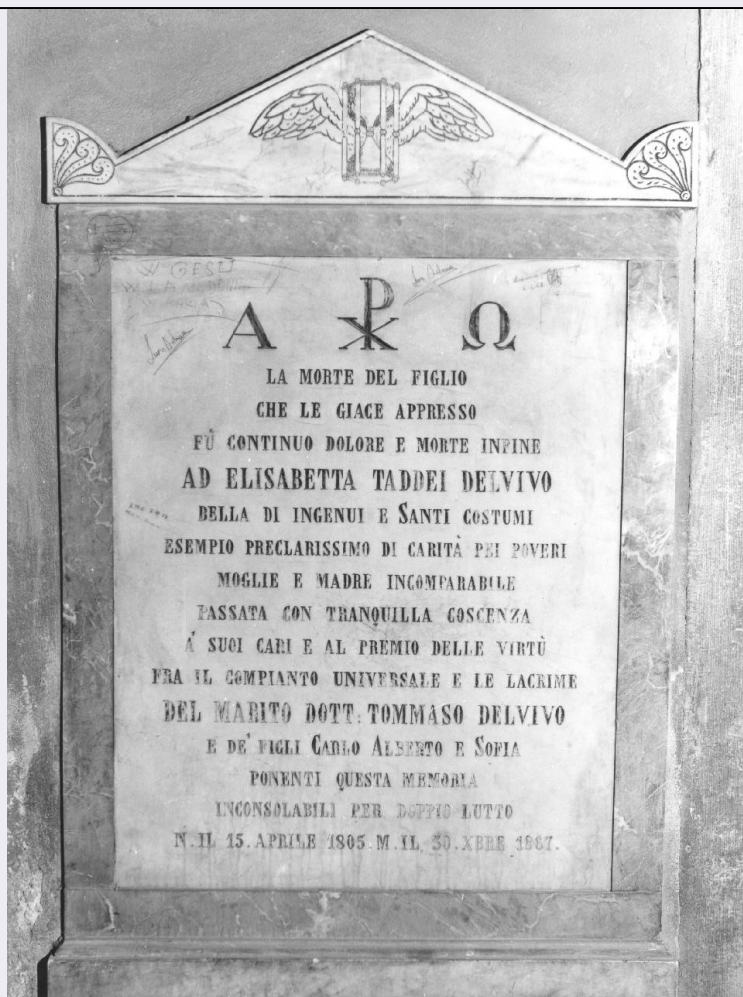 W GESÙ
A ☧ Ω
LA MORTE DEL FIGLIO
CHE LE GIACE APPRESSO
FÙ CONTINUO DOLORE E MORTE INFINE
AD ELISABETTA TADDEI DELVIVO
BELLA DI INGENUI E SANTI COSTUMI
ESEMPIO PRECLARISSIMO DI CARITÀ PEI POVERI
MOGLIE E MADRE INCOMPARABILE
PASSATA CON TRANQUILLA COSCENZA
A' SUOI CARI E AL PREMIO DELLE VIRTÙ
FRA IL COMPIANTO UNIVERSALE E LE LACRIME
DEL MARITO DOTT: TOMMASO DELVIVO
E DE' FIGLI CARLO ALBERTO E SOFIA
PONENTI QUESTA MEMORIA
INCONSOLABILI PER DOPPIO LUTTO
N. IL 15. APRILE 1805. M. IL 30. XBRE 1867.